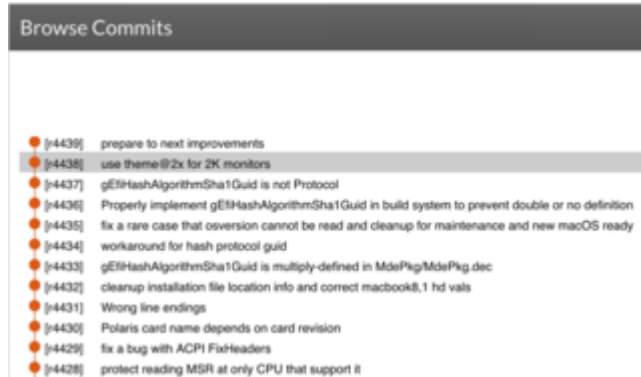 Browse Commits
[r4439] prepare to next improvements
[r4438] use theme@2x for 2K monitors
[r4437] gEfiHashAlgorithmSha1Guid is not Protocol
[r4436] Properly implement gEfiHashAlgorithmSha1Guid in build system to prevent double or no definition
[r4435] fix a rare case that osversion cannot be read and cleanup for maintenance and new macOS ready
[r4434] workaround for hash protocol guid
[r4433] gEfiHashAlgorithmSha1Guid is multiply-defined in MdePkg/MdePkg.dec
[r4432] cleanup installation file location info and correct macbook8,1 hd vals
[r4431] Wrong line endings
[r4430] Polaris card name depends on card revision
[r4429] fix a bug with ACPI FixHeaders
[r4428] protect reading MSR at only CPU that support it